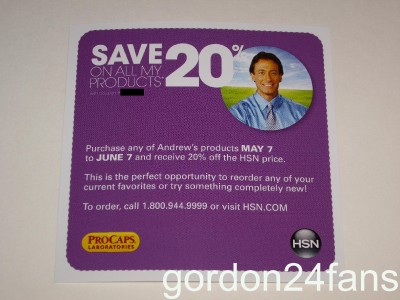 SAVE 20%
ON ALL MY
PRODUCTS*
Purchase any of Andrew's products MAY 7
to JUNE 7 and receive 20% off the HSN price.
This is the perfect opportunity to reorder any of your
current favorites or try something completely new!
To order, call 1.800.944.9999 or visit HSN.COM
PROCAPS
LABORATORIES
HSN
gordon24fans